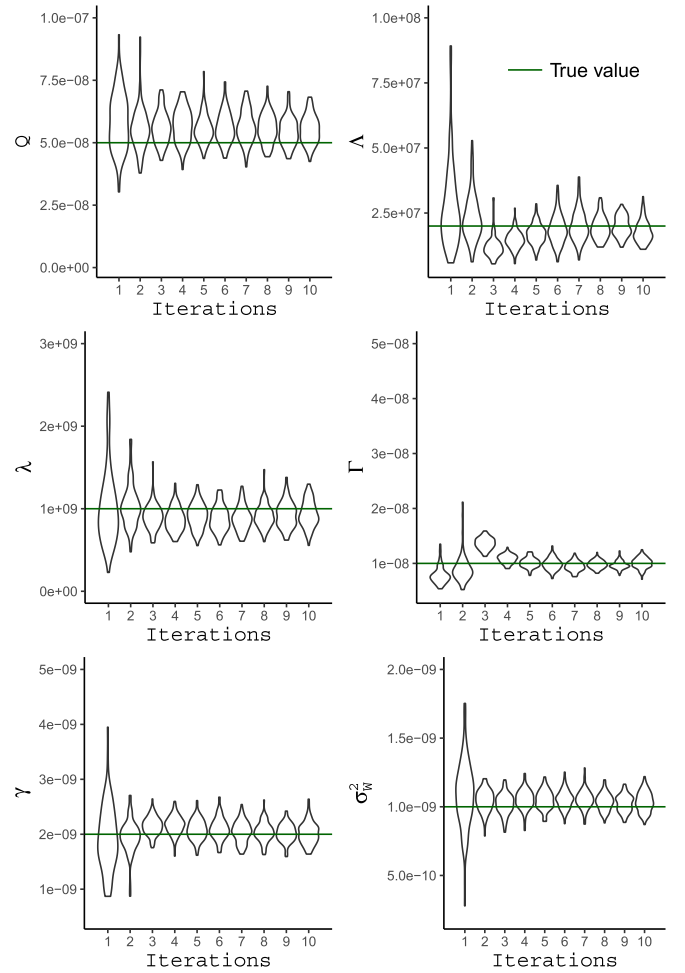 1.0e−07
7.5e−08
5.0e−08
2.5e−08
0.0e+00
Q
1 2 3 4 5 6 7 8 9 10
Iterations
1.0e+08
7.5e+07
5.0e+07
2.5e+07
Λ
True value
1 2 3 4 5 6 7 8 9 10
Iterations
3e+09
2e+09
1e+09
0e+00
λ
1 2 3 4 5 6 7 8 9 10
Iterations
5e−08
4e−08
3e−08
2e−08
1e−08
Γ
1 2 3 4 5 6 7 8 9 10
Iterations
5e−09
4e−09
3e−09
2e−09
1e−09
γ
1 2 3 4 5 6 7 8 9 10
Iterations
2.0e−09
1.5e−09
1.0e−09
5.0e−10
σ²W
1 2 3 4 5 6 7 8 9 10
Iterations